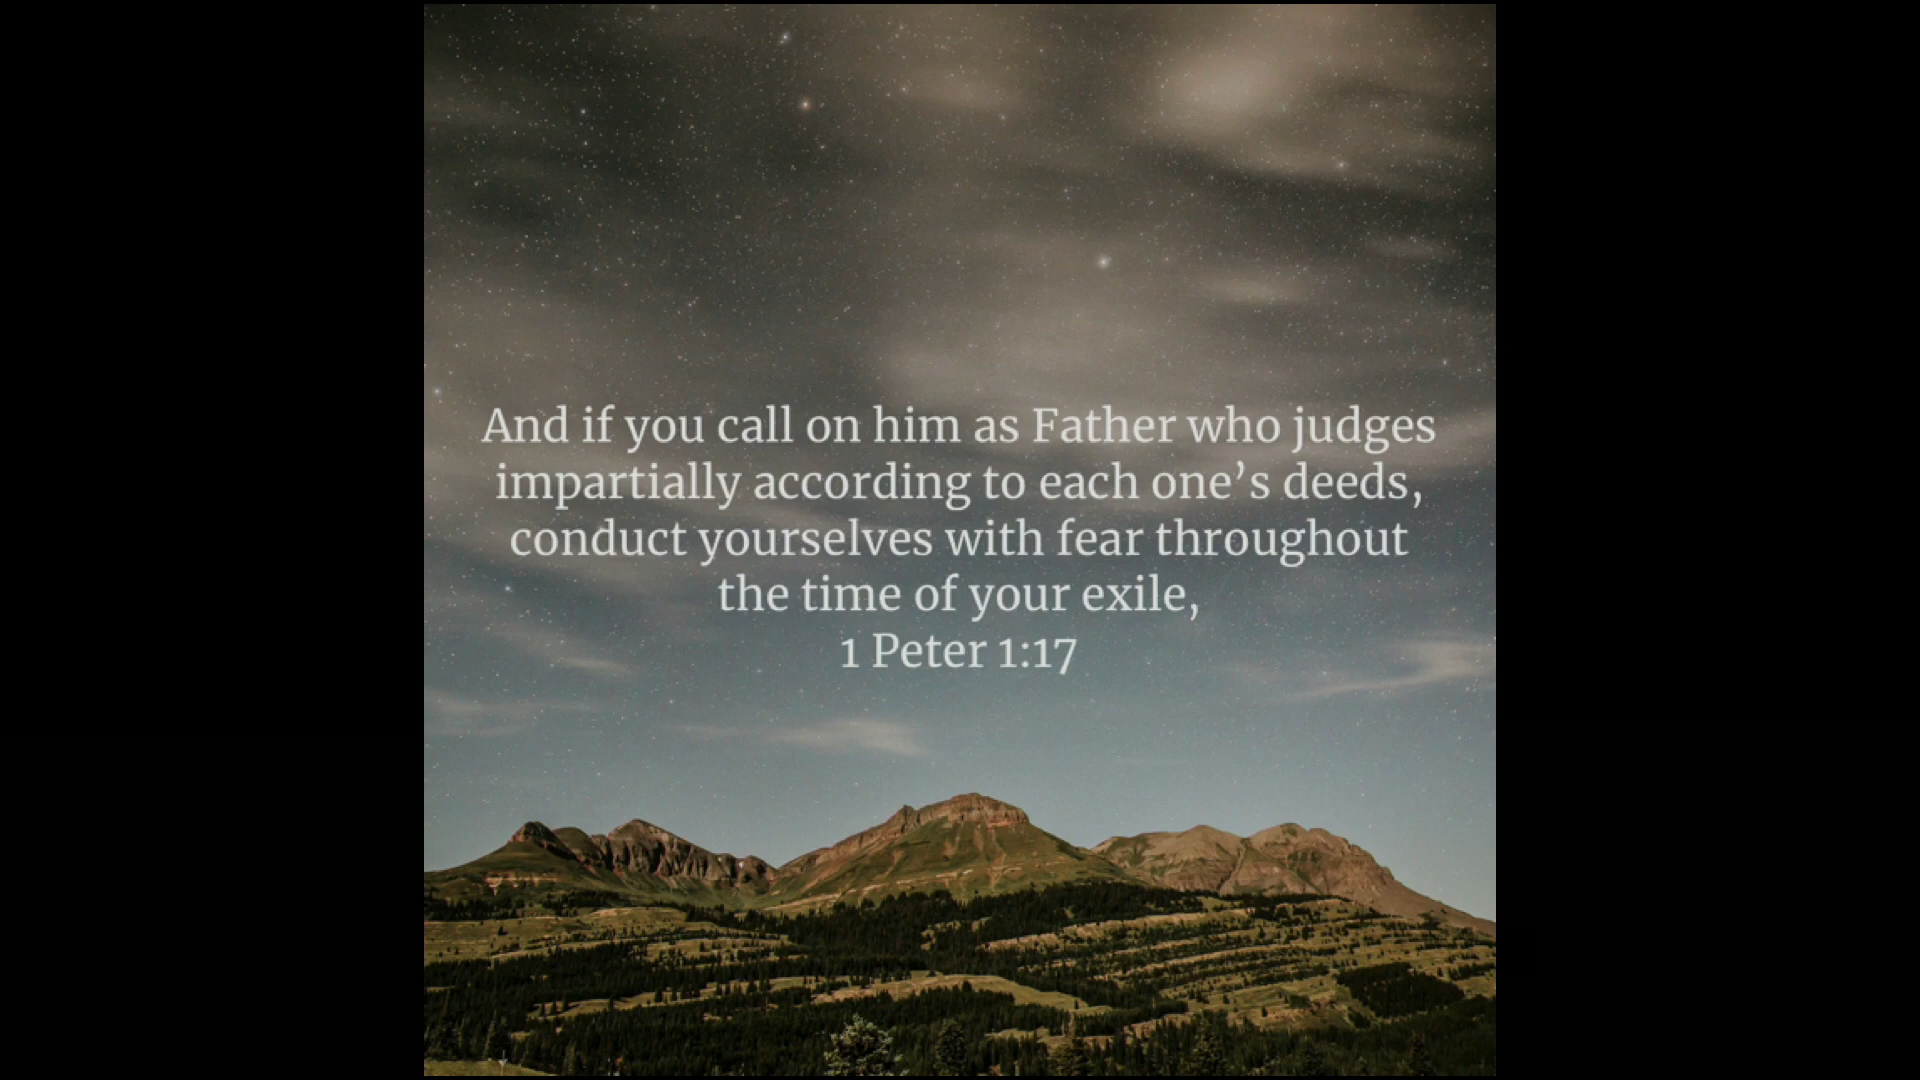 And if you call on him as Father who judges
impartially according to each one’s deeds,
conduct yourselves with fear throughout
the time of your exile,
1 Peter 1:17